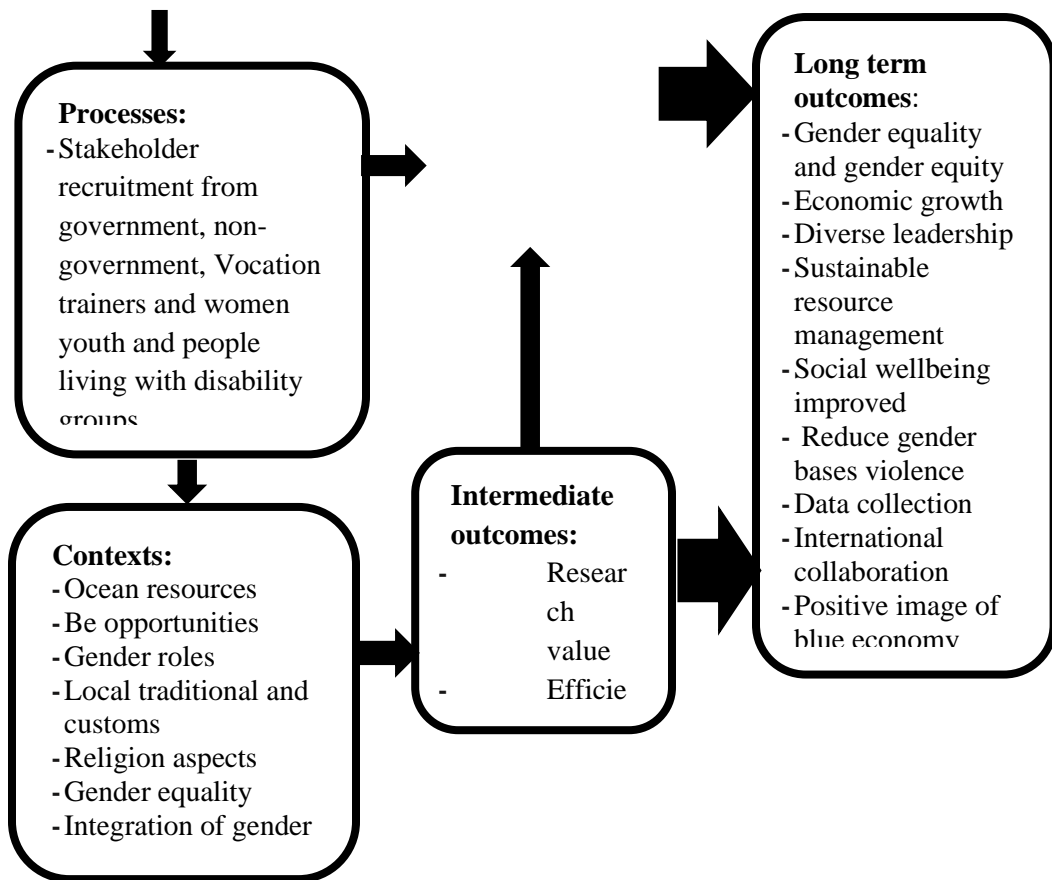 Processes:
- Stakeholder
recruitment from
government, non-
government, Vocation
trainers and women
youth and people
living with disability
groups
Contexts:
- Ocean resources
- Be opportunities
- Gender roles
- Local traditional and
customs
- Religion aspects
- Gender equality
- Integration of gender
Intermediate
outcomes:
- Resear
ch
value
- Efficie
Long term
outcomes:
- Gender equality
and gender equity
- Economic growth
- Diverse leadership
- Sustainable
resource
management
- Social wellbeing
improved
- Reduce gender
bases violence
- Data collection
- International
collaboration
- Positive image of
blue economy